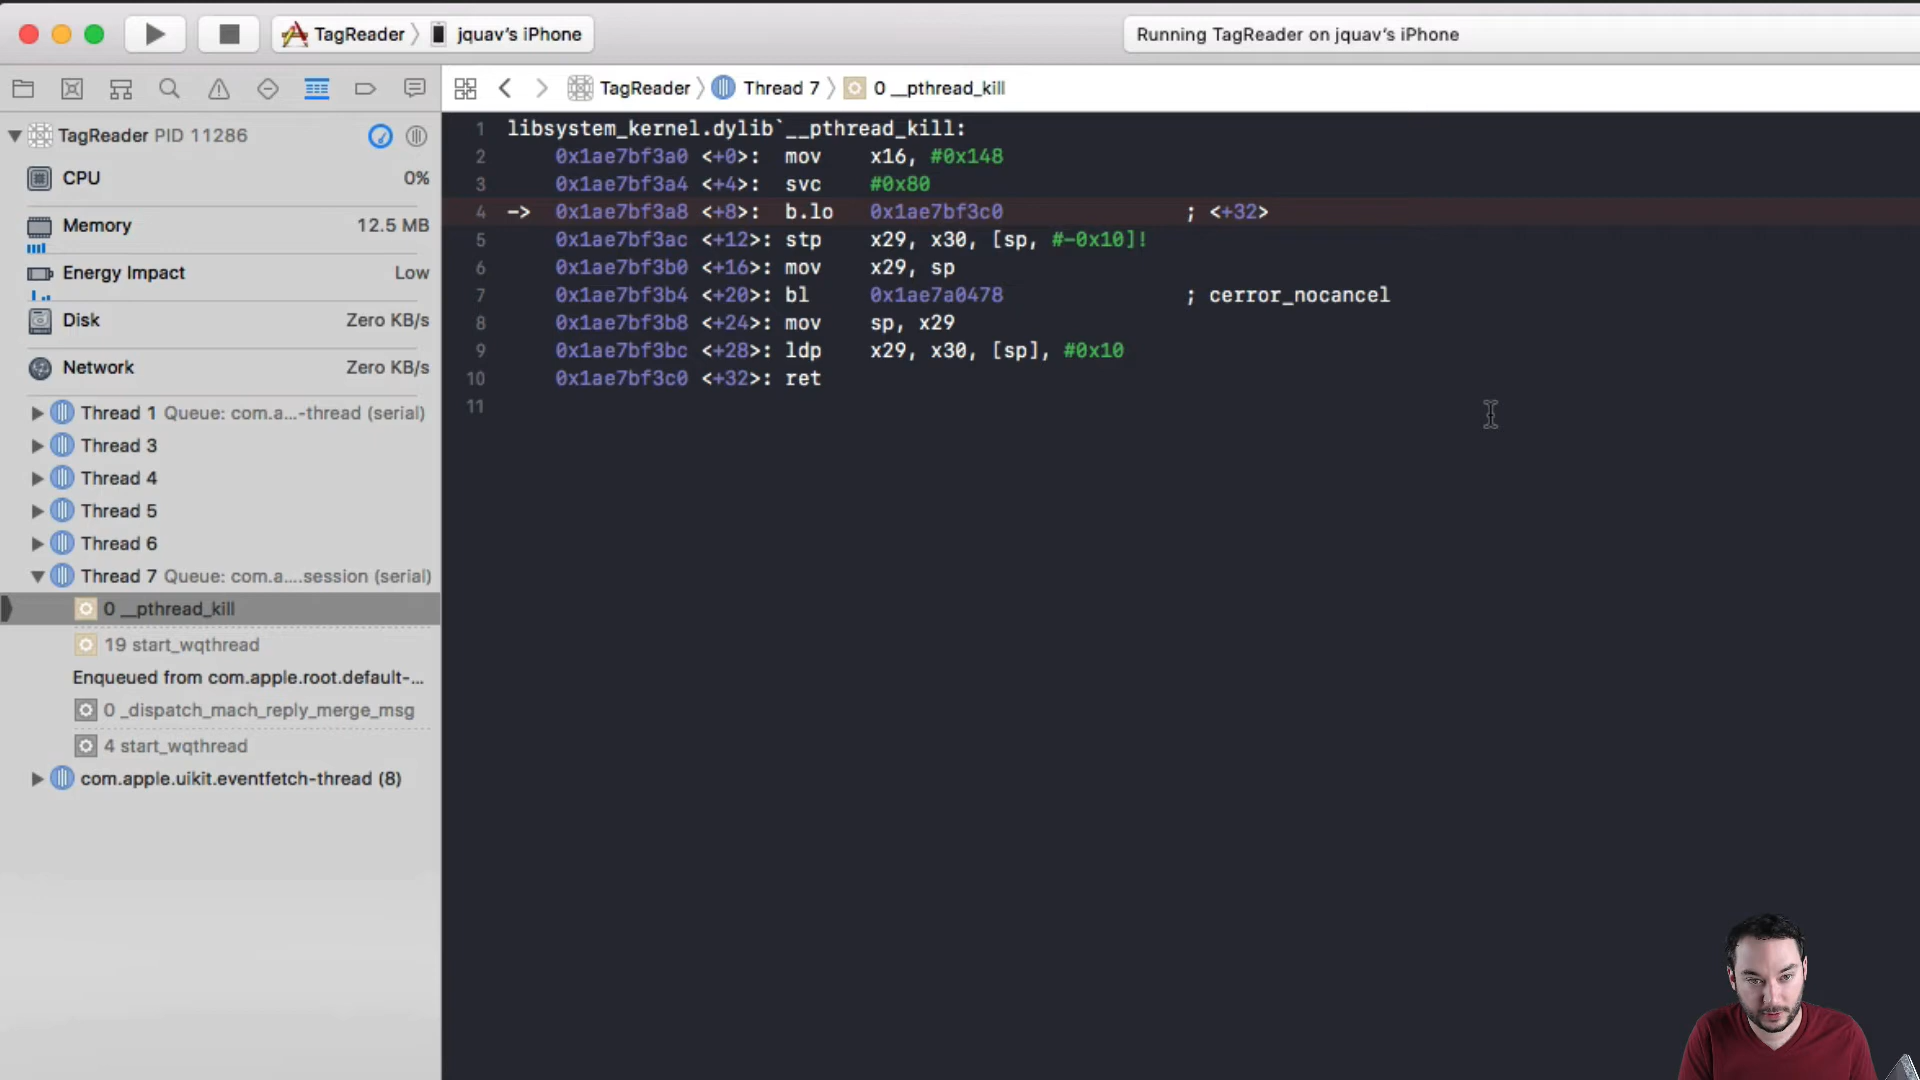 TagReader jquav's iPhone
Running TagReader on jquav's iPhone
TagReader Thread 7 0 __pthread_kill
TagReader PID 11286
CPU 0%
Memory 12.5 MB
Energy Impact Low
Disk Zero KB/s
Network Zero KB/s
Thread 1 Queue: com.a...-thread (serial)
Thread 3
Thread 4
Thread 5
Thread 6
Thread 7 Queue: com.a....session (serial)
0 __pthread_kill
19 start_wqthread
Enqueued from com.apple.root.default-...
0 _dispatch_mach_reply_merge_msg
4 start_wqthread
com.apple.uikit.eventfetch-thread (8)
1 libsystem_kernel.dylib`__pthread_kill:
2 0x1ae7bf3a0 <+0>: mov x16, #0x148
3 0x1ae7bf3a4 <+4>: svc #0x80
4 -> 0x1ae7bf3a8 <+8>: b.lo 0x1ae7bf3c0 ; <+32>
5 0x1ae7bf3ac <+12>: stp x29, x30, [sp, #-0x10]!
6 0x1ae7bf3b0 <+16>: mov x29, sp
7 0x1ae7bf3b4 <+20>: bl 0x1ae7a0478 ; cerror_nocancel
8 0x1ae7bf3b8 <+24>: mov sp, x29
9 0x1ae7bf3bc <+28>: ldp x29, x30, [sp], #0x10
10 0x1ae7bf3c0 <+32>: ret
11